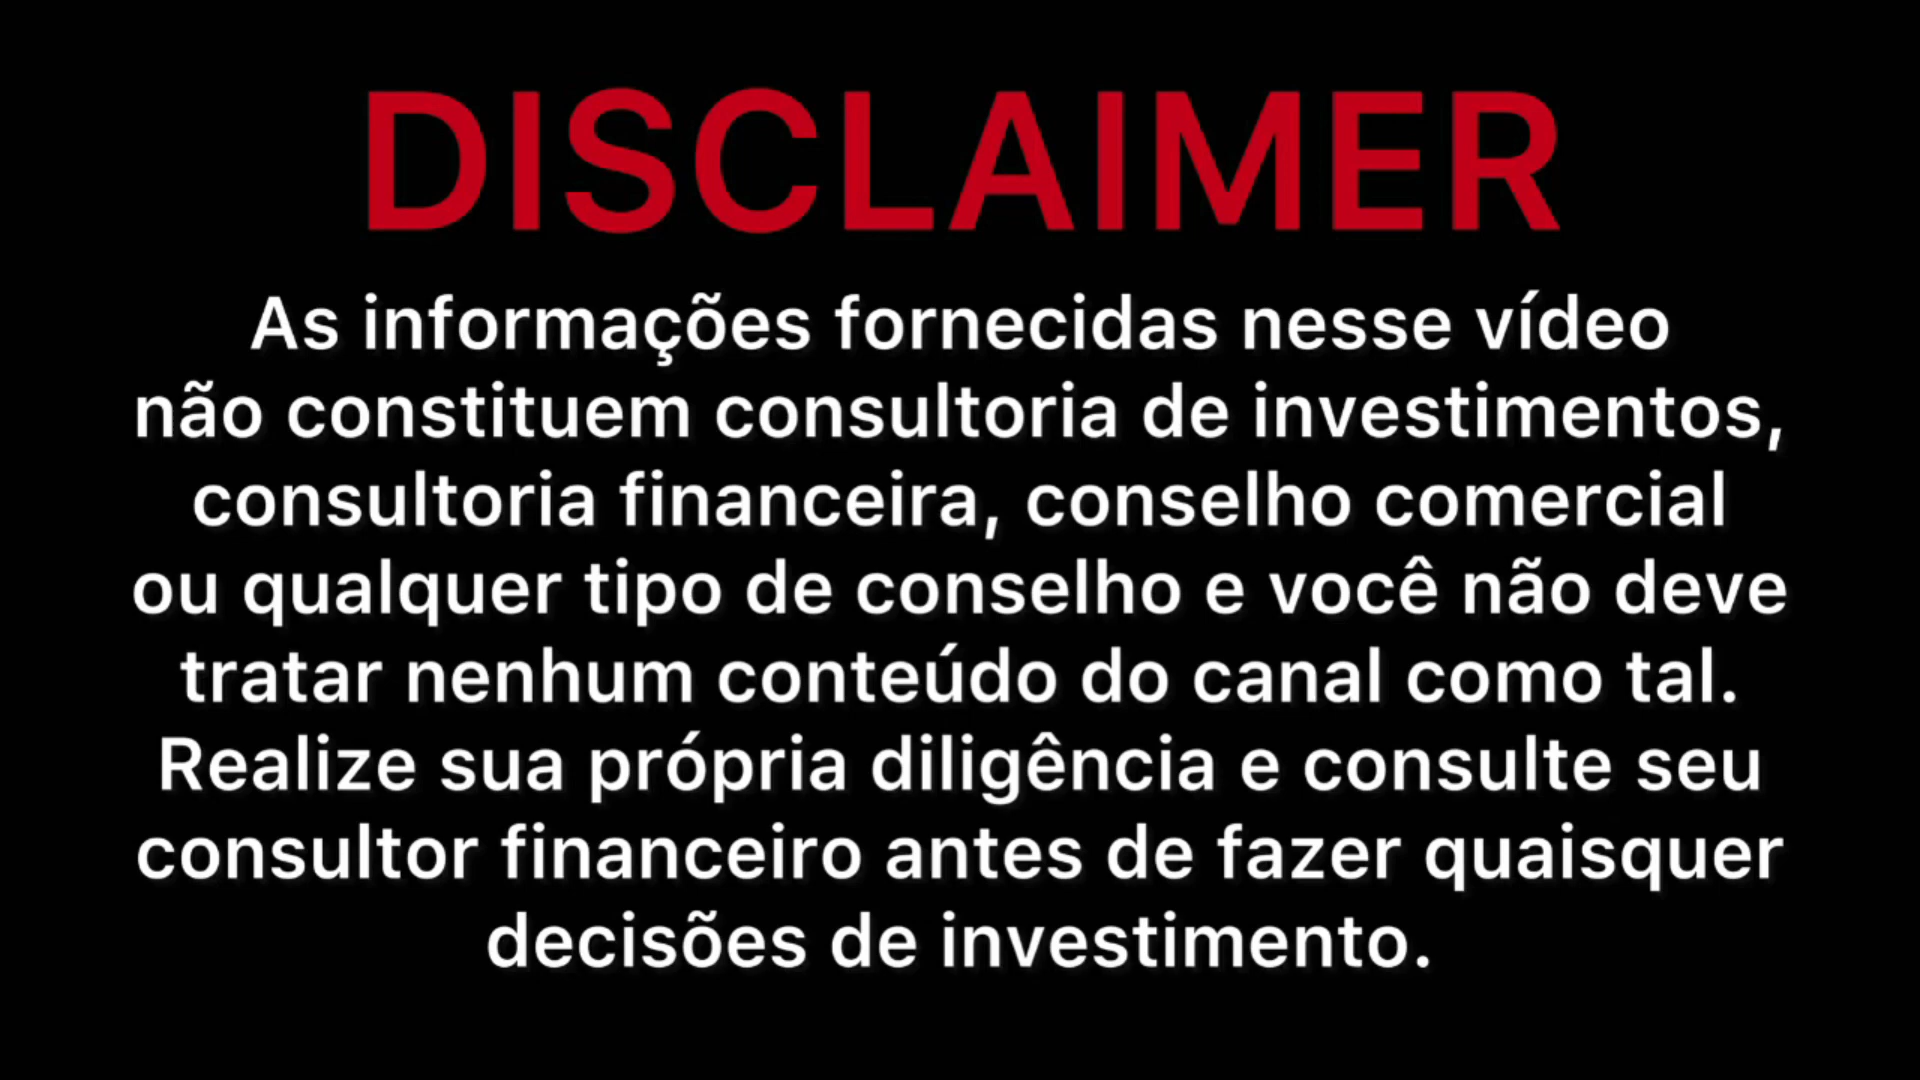 DISCLAIMER
As informações fornecidas nesse vídeo
não constituem consultoria de investimentos,
consultoria financeira, conselho comercial
ou qualquer tipo de conselho e você não deve
tratar nenhum conteúdo do canal como tal.
Realize sua própria diligência e consulte seu
consultor financeiro antes de fazer quaisquer
decisões de investimento.